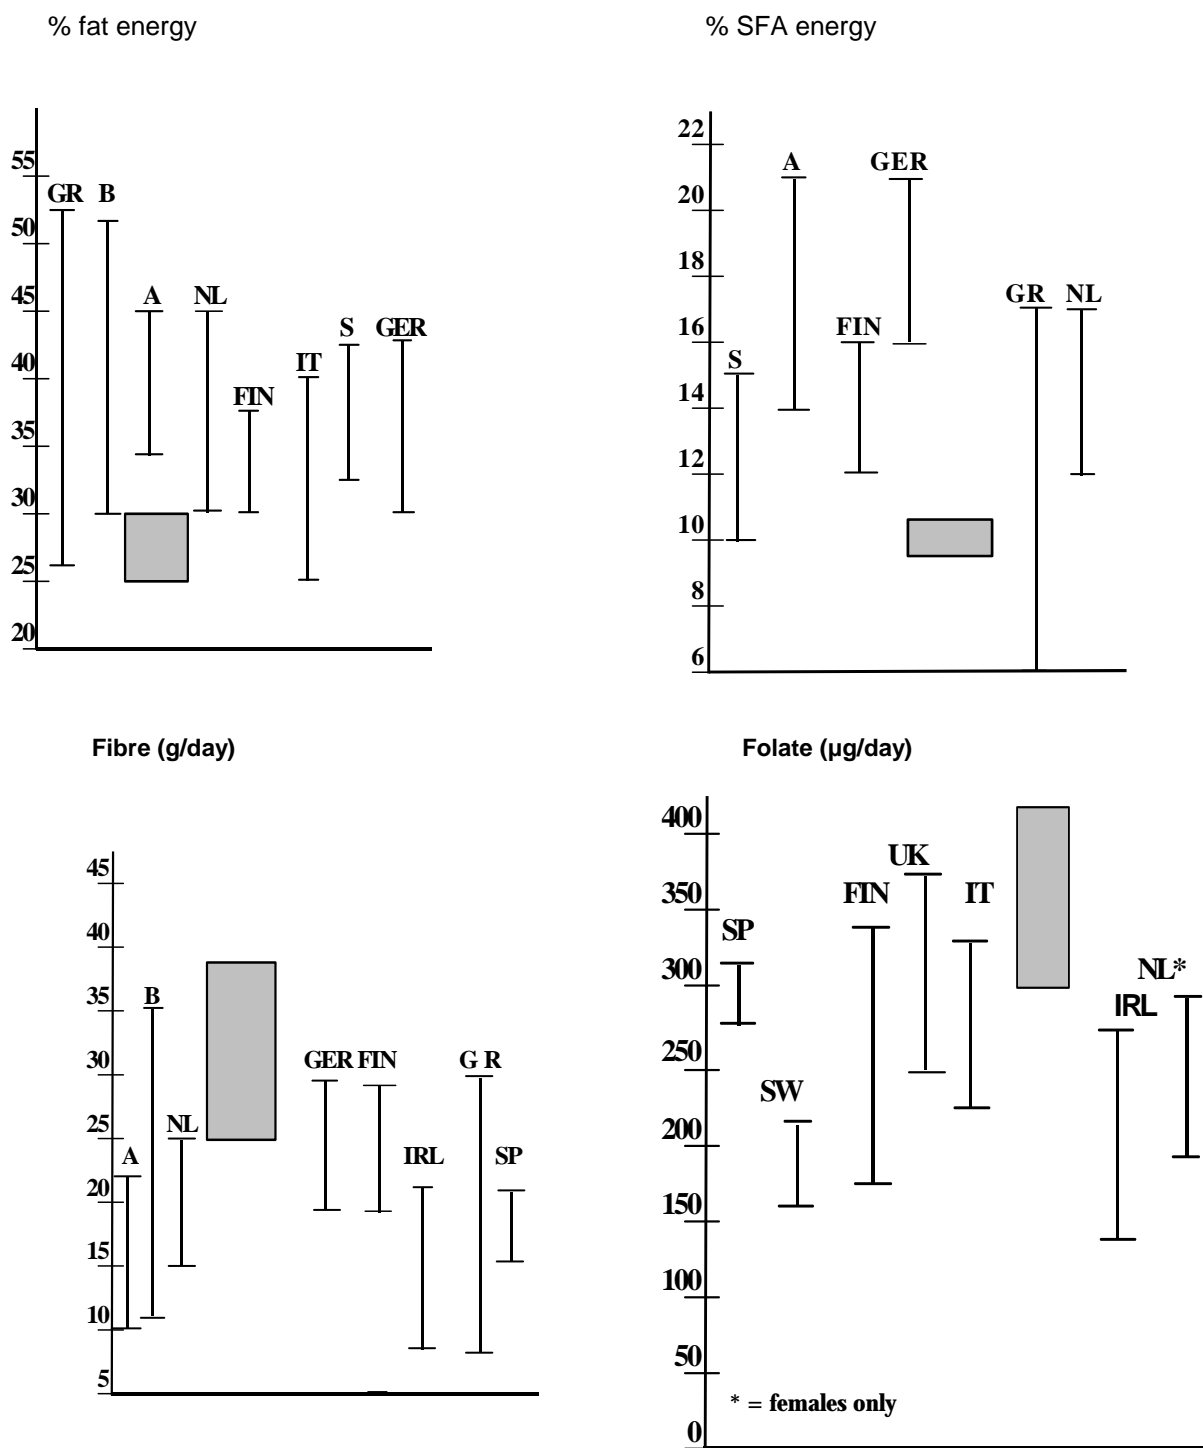 % fat energy
55
50
45
40
35
30
25
20
GR
B
A
NL
FIN
IT
S
GER
% SFA energy
22
20
18
16
14
12
10
8
6
S
A
FIN
GER
GR
NL
Fibre (g/day)
45
40
35
30
25
20
15
10
5
A
B
NL
GER
FIN
IRL
G R
SP
Folate (µg/day)
400
350
300
250
200
150
100
50
0
SP
SW
FIN
UK
IT
IRL
NL*
* = females only